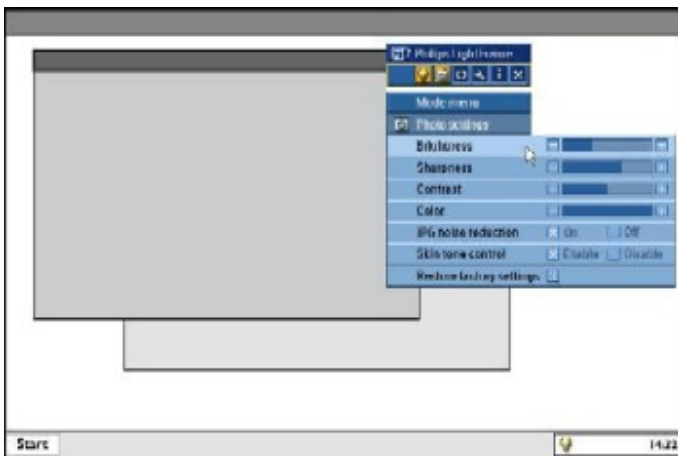 Philips LightFrame
Mode menu
Photo settings
Brightness
Sharpness
Contrast
Color
JPG noise reduction On Off
Skin tone control Enable Disable
Restore factory settings
Start 14:22